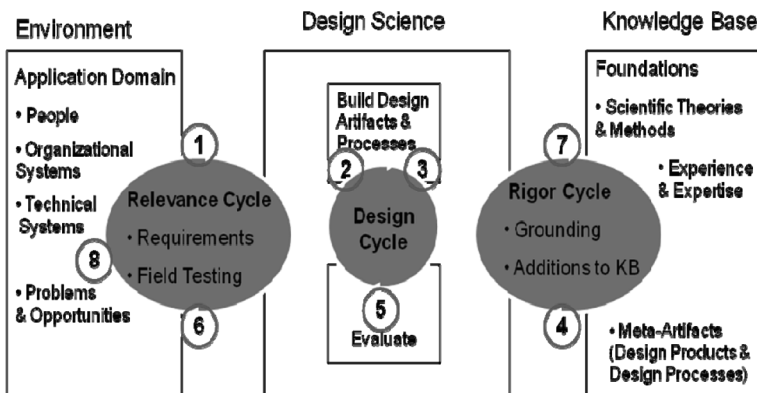 Environment
Design Science
Knowledge Base
Application Domain
• People
• Organizational
Systems
• Technical
Systems
8
• Problems
& Opportunities
1
Relevance Cycle
• Requirements
• Field Testing
6
Build Design
Artifacts &
Processes
2
3
Design
Cycle
5
Evaluate
Foundations
• Scientific Theories
& Methods
7
• Experience
& Expertise
Rigor Cycle
• Grounding
• Additions to KB
4
• Meta-Artifacts
(Design Products &
Design Processes)